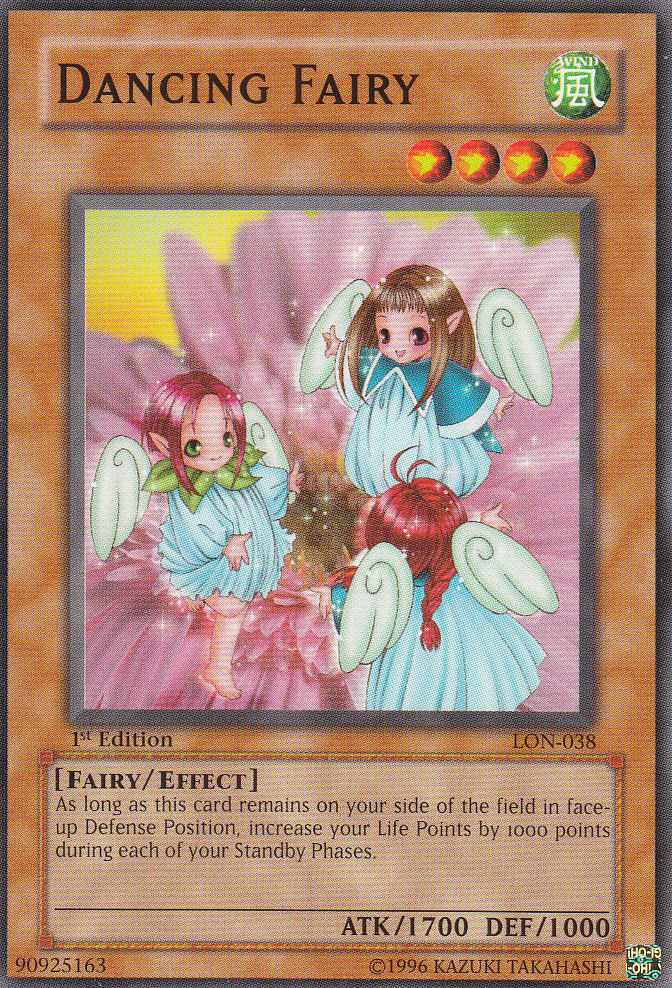 DANCING FAIRY
WIND
風
1st Edition
LON-038
[FAIRY/EFFECT]
As long as this card remains on your side of the field in face-
up Defense Position, increase your Life Points by 1000 points
during each of your Standby Phases.
ATK/1700 DEF/1000
90925163
©1996 KAZUKI TAKAHASHI